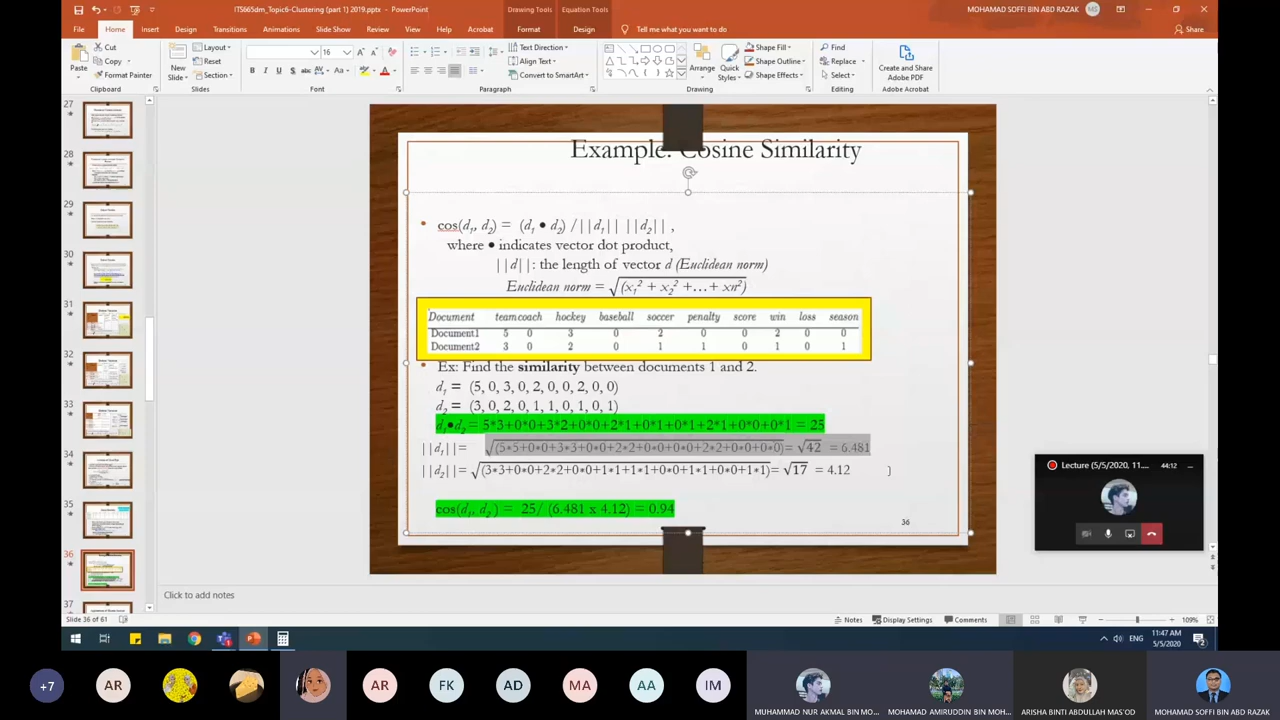 ITS665dm_Topic6-Clustering (part 1) 2019.pptx - PowerPoint
Drawing Tools
Equation Tools
MOHAMAD SOFFI BIN ABD RAZAK
MS
File Home Insert Design Transitions Animations Slide Show Review View Help Acrobat Format Design Tell me what you want to do
Share
Paste
Cut
Copy
Format Painter
Clipboard
New Slide
Layout
Reset
Section
Slides
16
Font
Text Direction
Align Text
Convert to SmartArt
Paragraph
Arrange
Quick Styles
Shape Fill
Shape Outline
Shape Effects
Drawing
Find
Replace
Select
Editing
Create and Share Adobe PDF
Adobe Acrobat
27
28
29
30
31
32
33
34
35
36
37
Example: Cosine Similarity
• cos(d1, d2) = (d1 • d2) /||d1|| ||d2|| ,
where • indicates vector dot product,
||d||: the length of vector d (Euclidean norm)
Euclidean norm = √(x1² + x2² +…+ xn²)
Document team coach hockey baseball soccer penalty score win loss season
Document1 5 0 3 0 2 0 0 2 0 0
Document2 3 0 2 0 1 1 0 1 0 1
• Ex: Find the similarity between documents 1 and 2.
d1 = (5, 0, 3, 0, 2, 0, 0, 2, 0, 0)
d2 = (3, 0, 2, 0, 1, 1, 0, 1, 0, 1)
d1•d2 = 5*3+0*0+3*2+0*0+2*1+0*1+0*1+2*1+0*0+0*1 = 25
||d1||= √(5*5+0*0+3*3+0*0+2*2+0*0+0*0+2*2+0*0+0*0)= √42 = 6.481
||d2||= √(3*3+0*0+2*2+0*0+1*1+1*1+0*0+1*1+0*0+1*1)= √17 = 4.12
cos(d1, d2) = 25/ (6.481 x 4.12) = 0.94
36
Lecture (5/5/2020, 11... 44:12
Click to add notes
Slide 36 of 61
Notes
Display Settings
Comments
109%
ENG
11:47 AM
5/5/2020
2
+7
AR
AR
FK
AD
MA
AA
IM
MUHAMMAD NUR AKMAL BIN MO...
MOHAMAD AMIRUDDIN BIN MOH...
ARISHA BINTI ABDULLAH MAS'OD
MOHAMAD SOFFI BIN ABD RAZAK